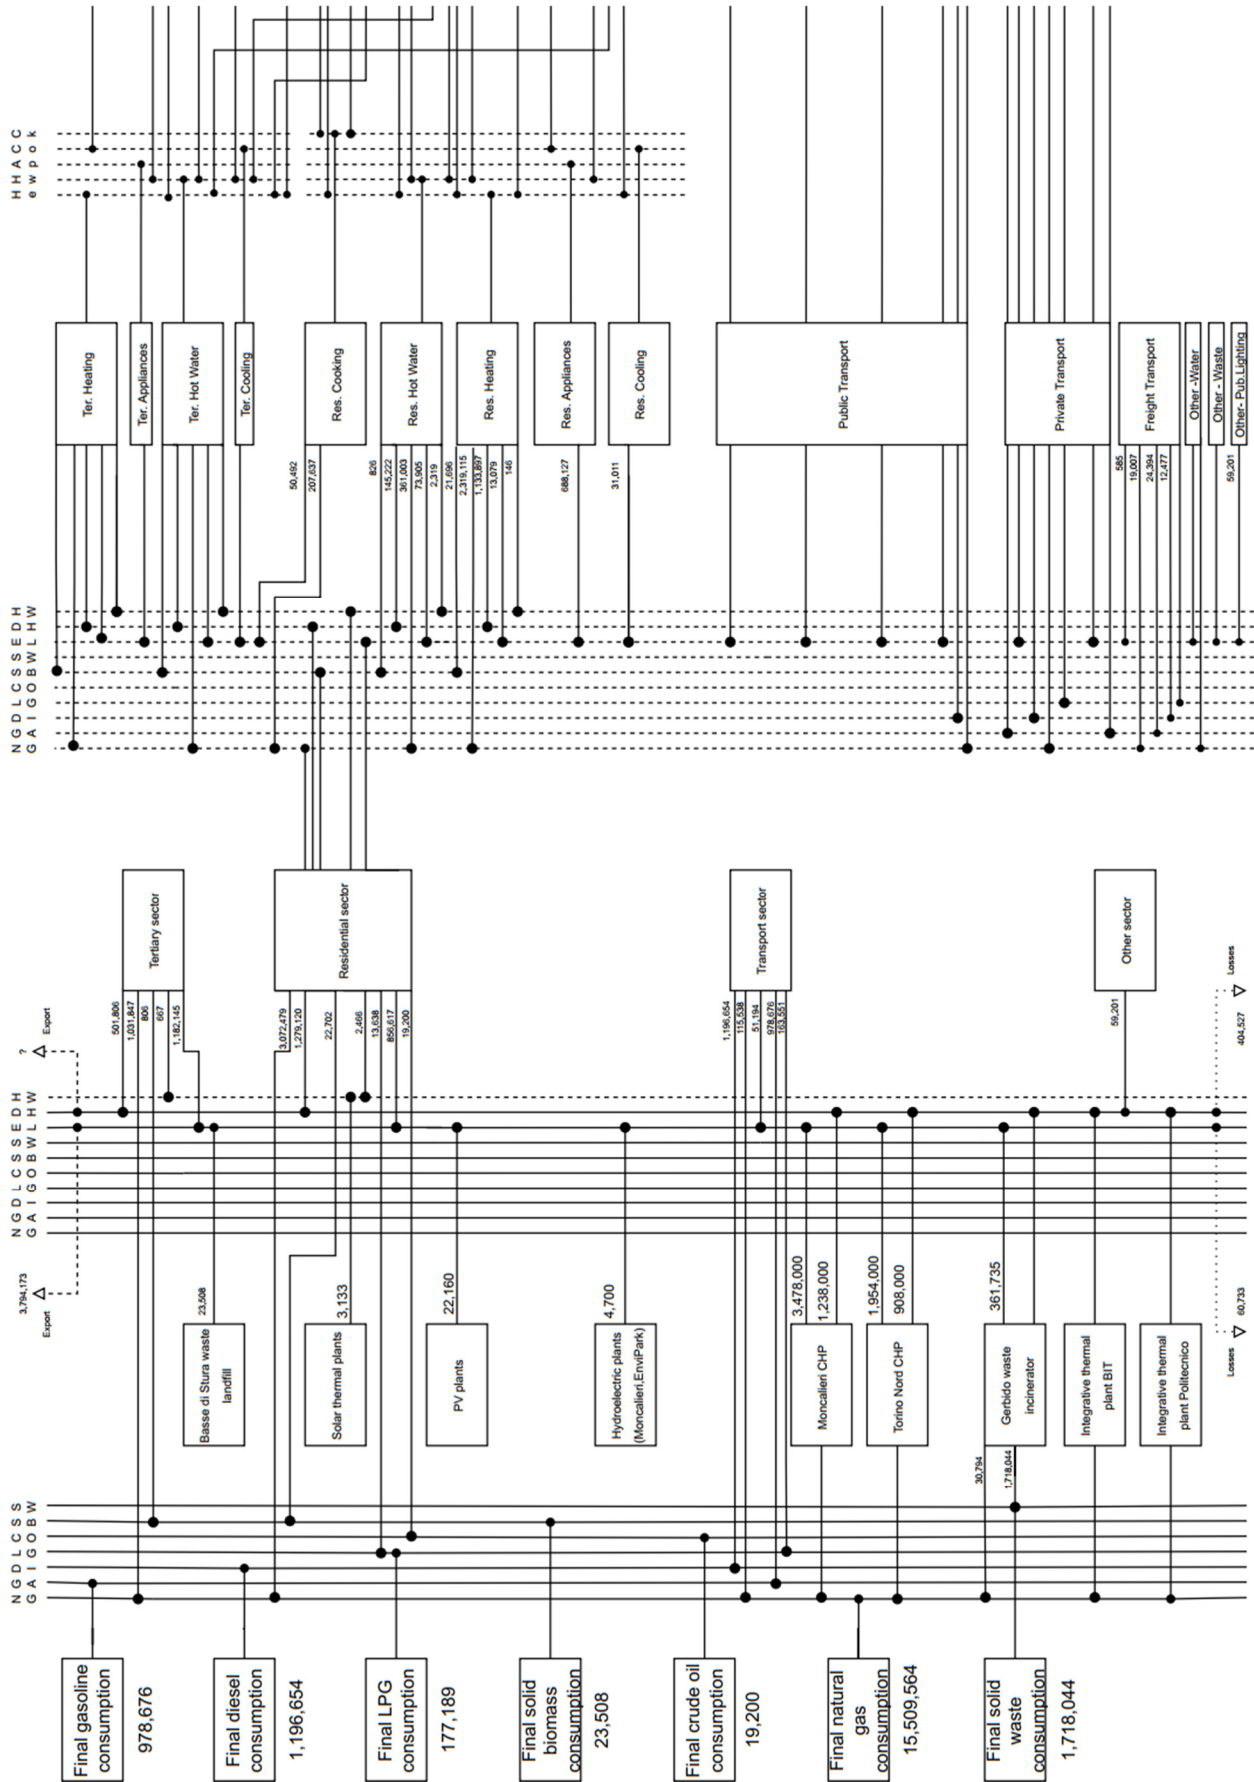 N G D L C S S
G A I G O B W
N G D L C S S E D H
G A I G O B W L H W
N G D L C S S E D H
G A I G O B W L H W
H H A C C
e w p o k
Final gasoline
consumption
978,676
Final diesel
consumption
1,196,654
Final LPG
consumption
177,189
Final solid
biomass
consumption
23,508
Final crude oil
consumption
19,200
Final natural
gas
consumption
15,509,564
Final solid
waste
consumption
1,718,044
3,794,173
Export
Basse di Stura waste
landfill
23,508
Solar thermal plants
3,133
PV plants
22,160
Hydroelectric plants
(Moncalieri,EnviPark)
4,700
Moncalieri CHP
3,478,000
1,238,000
Torino Nord CHP
1,954,000
908,000
30,794
1,718,044
Gerbido waste
incinerator
361,735
Integrative thermal
plant BIT
Integrative thermal
plant Politecnico
Losses
60,733
?
Export
501,806
1,031,847
806
667
1,182,145
Tertiary sector
3,072,479
1,279,120
22,702
2,466
13,638
856,617
19,200
Residential sector
1,196,654
115,538
51,194
978,676
163,551
Transport sector
59,201
Other sector
Losses
404,527
Ter. Heating
Ter. Appliances
Ter. Hot Water
Ter. Cooling
50,492
207,637
Res. Cooking
826
145,222
361,003
73,905
2,319
Res. Hot Water
21,696
2,319,115
1,133,897
13,079
146
Res. Heating
688,127
Res. Appliances
31,011
Res. Cooling
Public Transport
Private Transport
585
19,007
24,394
12,477
Freight Transport
Other -Water
Other - Waste
59,201
Other- Pub.Lighting